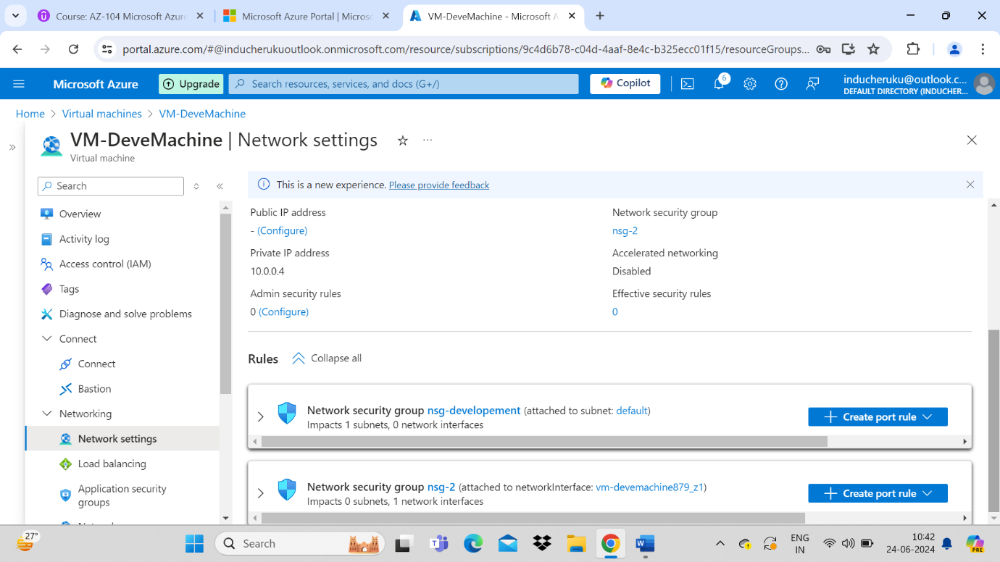 Course: AZ-104 Microsoft Azur
Microsoft Azure Portal | Micros
VM-DeveMachine - Microsoft A
portal.azure.com/#@inducherukuoutlook.onmicrosoft.com/resource/subscriptions/9c4d6b78-c04d-4aaf-8e4c-b325ecc01f15/resourceGroups...
Microsoft Azure
Upgrade
Search resources, services, and docs (G+/)
Copilot
6
inducheruku@outlook.c...
DEFAULT DIRECTORY (INDUCHER...
Home > Virtual machines > VM-DeveMachine
VM-DeveMachine | Network settings
Virtual machine
Search
Overview
Activity log
Access control (IAM)
Tags
Diagnose and solve problems
Connect
Connect
Bastion
Networking
Network settings
Load balancing
Application security
groups
This is a new experience. Please provide feedback
Public IP address
- (Configure)
Network security group
nsg-2
Private IP address
10.0.0.4
Accelerated networking
Disabled
Admin security rules
0 (Configure)
Effective security rules
0
Rules
Collapse all
Network security group nsg-developement (attached to subnet: default)
Impacts 1 subnets, 0 network interfaces
Create port rule
Network security group nsg-2 (attached to networkInterface: vm-devemachine879_z1)
Impacts 0 subnets, 1 network interfaces
Create port rule
27°
Search
ENG
IN
10:42
24-06-2024
PRE